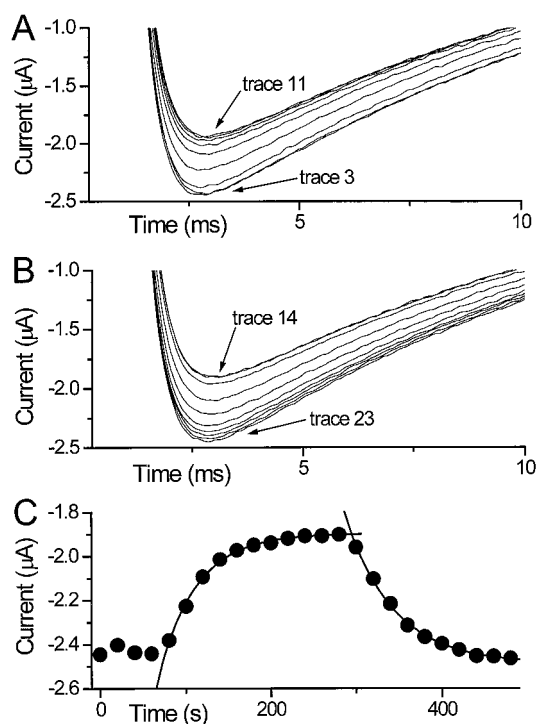 A
Current (μA)
-1.0
-1.5
-2.0
-2.5
trace 11
trace 3
Time (ms)
5
10
B
Current (μA)
-1.0
-1.5
-2.0
-2.5
trace 14
trace 23
Time (ms)
5
10
C
Current (μA)
-1.8
-2.0
-2.2
-2.4
-2.6
0
200
400
Time (s)